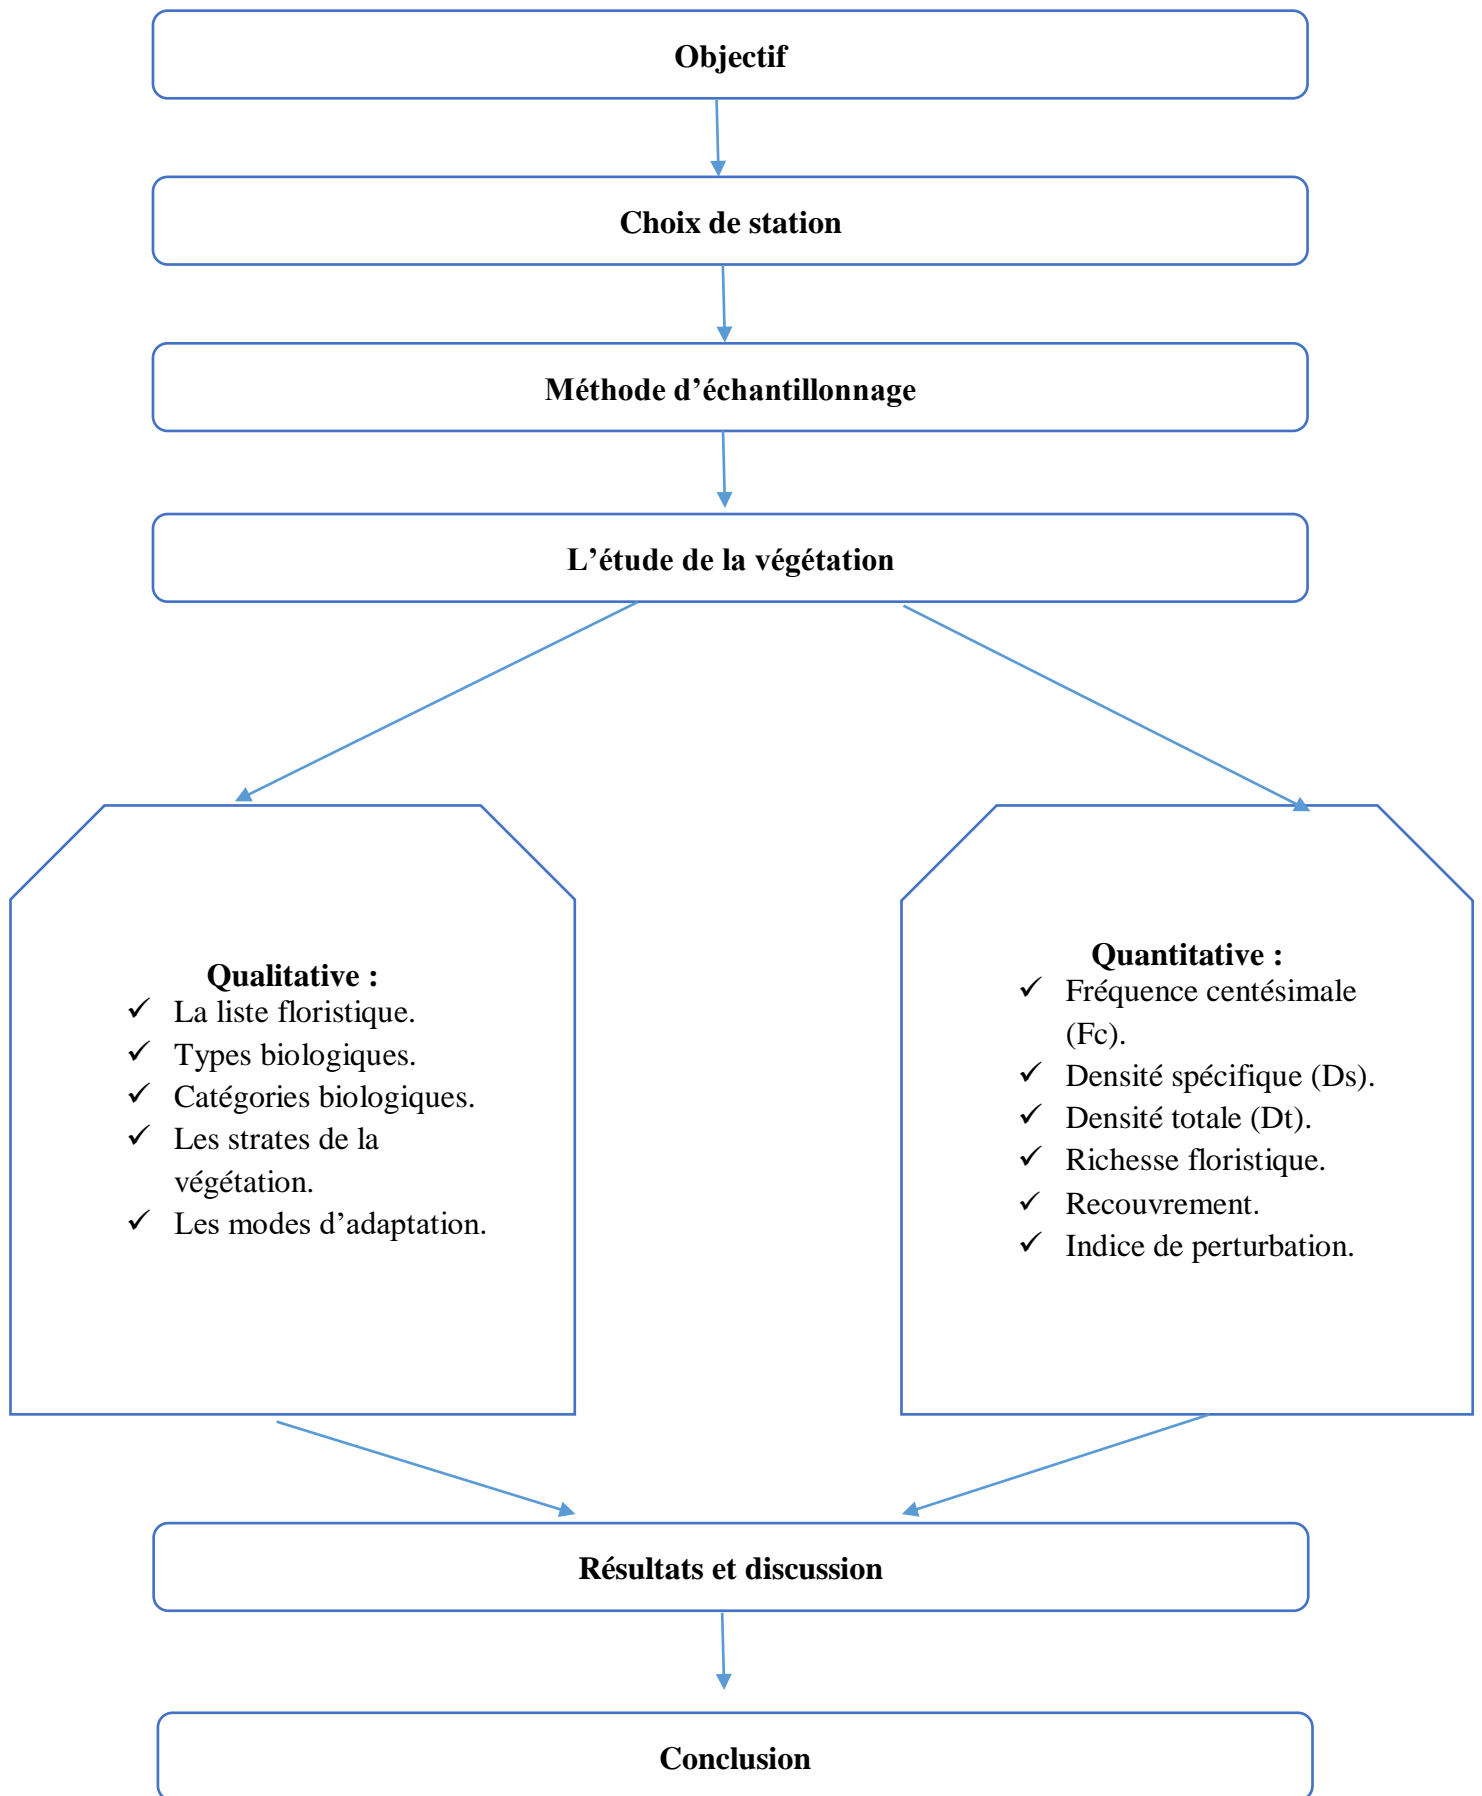 Objectif
Choix de station
Méthode d’échantillonnage
L’étude de la végétation
Qualitative :
✓ La liste floristique.
✓ Types biologiques.
✓ Catégories biologiques.
✓ Les strates de la
végétation.
✓ Les modes d’adaptation.
Quantitative :
✓ Fréquence centésimale
(Fc).
✓ Densité spécifique (Ds).
✓ Densité totale (Dt).
✓ Richesse floristique.
✓ Recouvrement.
✓ Indice de perturbation.
Résultats et discussion
Conclusion